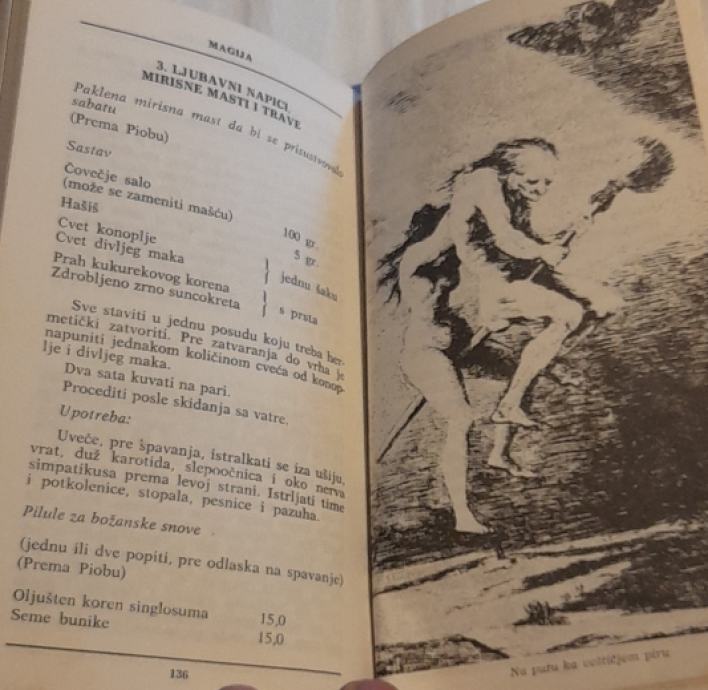 MAGIJA
3. LJUBAVNI NAPICI,
MIRISNE MASTI I TRAVE
Paklena mirisna mast da bi se prisustvovalo
sabatu
(Prema Piobu)
Sastav
Čovečje salo
(može se zameniti mašću) 100 gr.
Hašiš 5 gr.
Cvet konoplje
Cvet divljeg maka } jednu šaku
Prah kukurekovog korena
Zdrobljeno zrno suncokreta } s prsta
Sve staviti u jednu posudu koju treba her-
metički zatvoriti. Pre zatvaranja do vrha je
napuniti jednakom količinom cveća od konop-
lje i divljeg maka.
Dva sata kuvati na pari.
Procediti posle skidanja sa vatre.
Upotreba:
Uveče, pre spavanja, istralkati se iza ušiju,
vrat, duž karotida, slepoočnica i oko nerva
simpatikusa prema levoj strani. Istrljati time
i potkolenice, stopala, pesnice i pazuha.
Pilule za božanske snove
(jednu ili dve popiti, pre odlaska na spavanje)
(Prema Piobu)
Oljušten koren singlosuma 15,0
Seme bunike 15,0
136
Na putu ka veštičjem piru